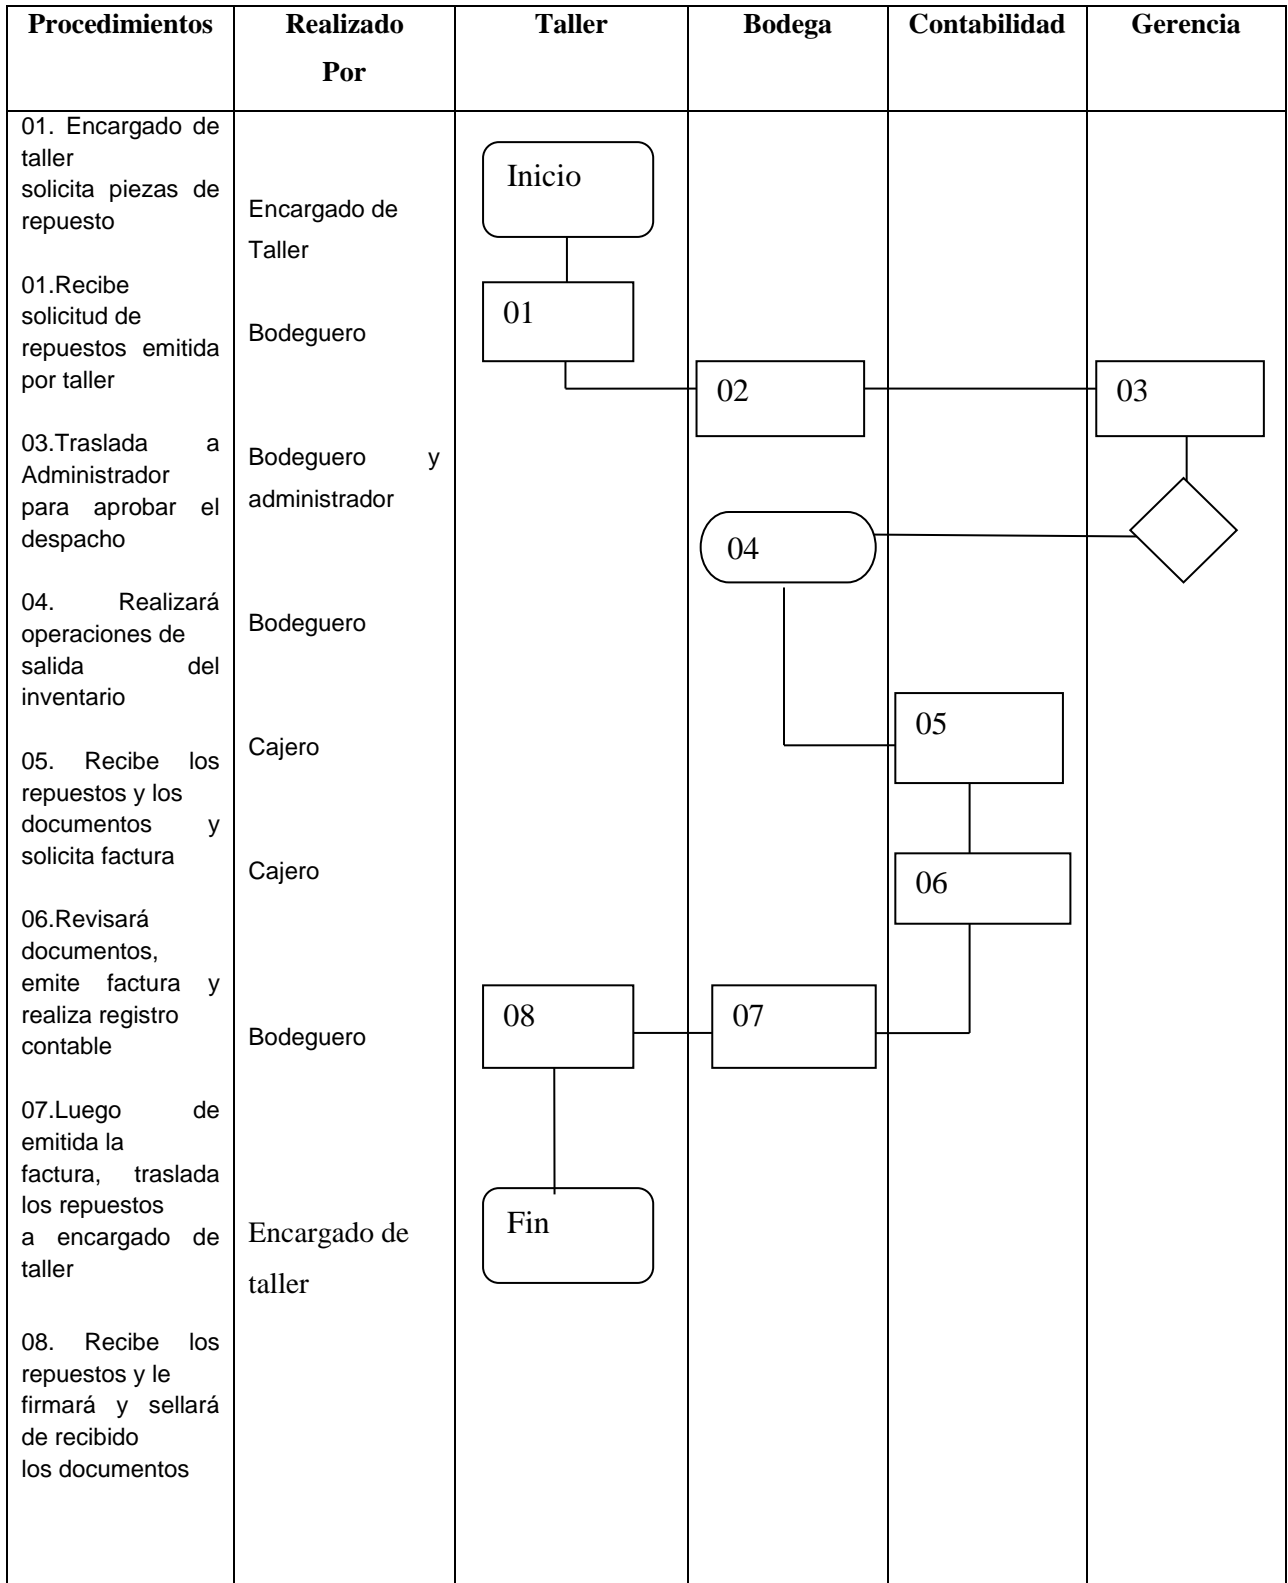 Procedimientos
Realizado
Por
Taller
Bodega
Contabilidad
Gerencia
01. Encargado de
taller
solicita piezas de
repuesto
01.Recibe
solicitud de
repuestos emitida
por taller
03.Traslada a
Administrador
para aprobar el
despacho
04. Realizará
operaciones de
salida del
inventario
05. Recibe los
repuestos y los
documentos y
solicita factura
06.Revisará
documentos,
emite factura y
realiza registro
contable
07.Luego de
emitida la
factura, traslada
los repuestos
a encargado de
taller
08. Recibe los
repuestos y le
firmará y sellará
de recibido
los documentos
Encargado de
Taller
Bodeguero
Bodeguero y
administrador
Bodeguero
Cajero
Cajero
Bodeguero
Encargado de
taller
Inicio
01
02
03
04
05
06
08
07
Fin